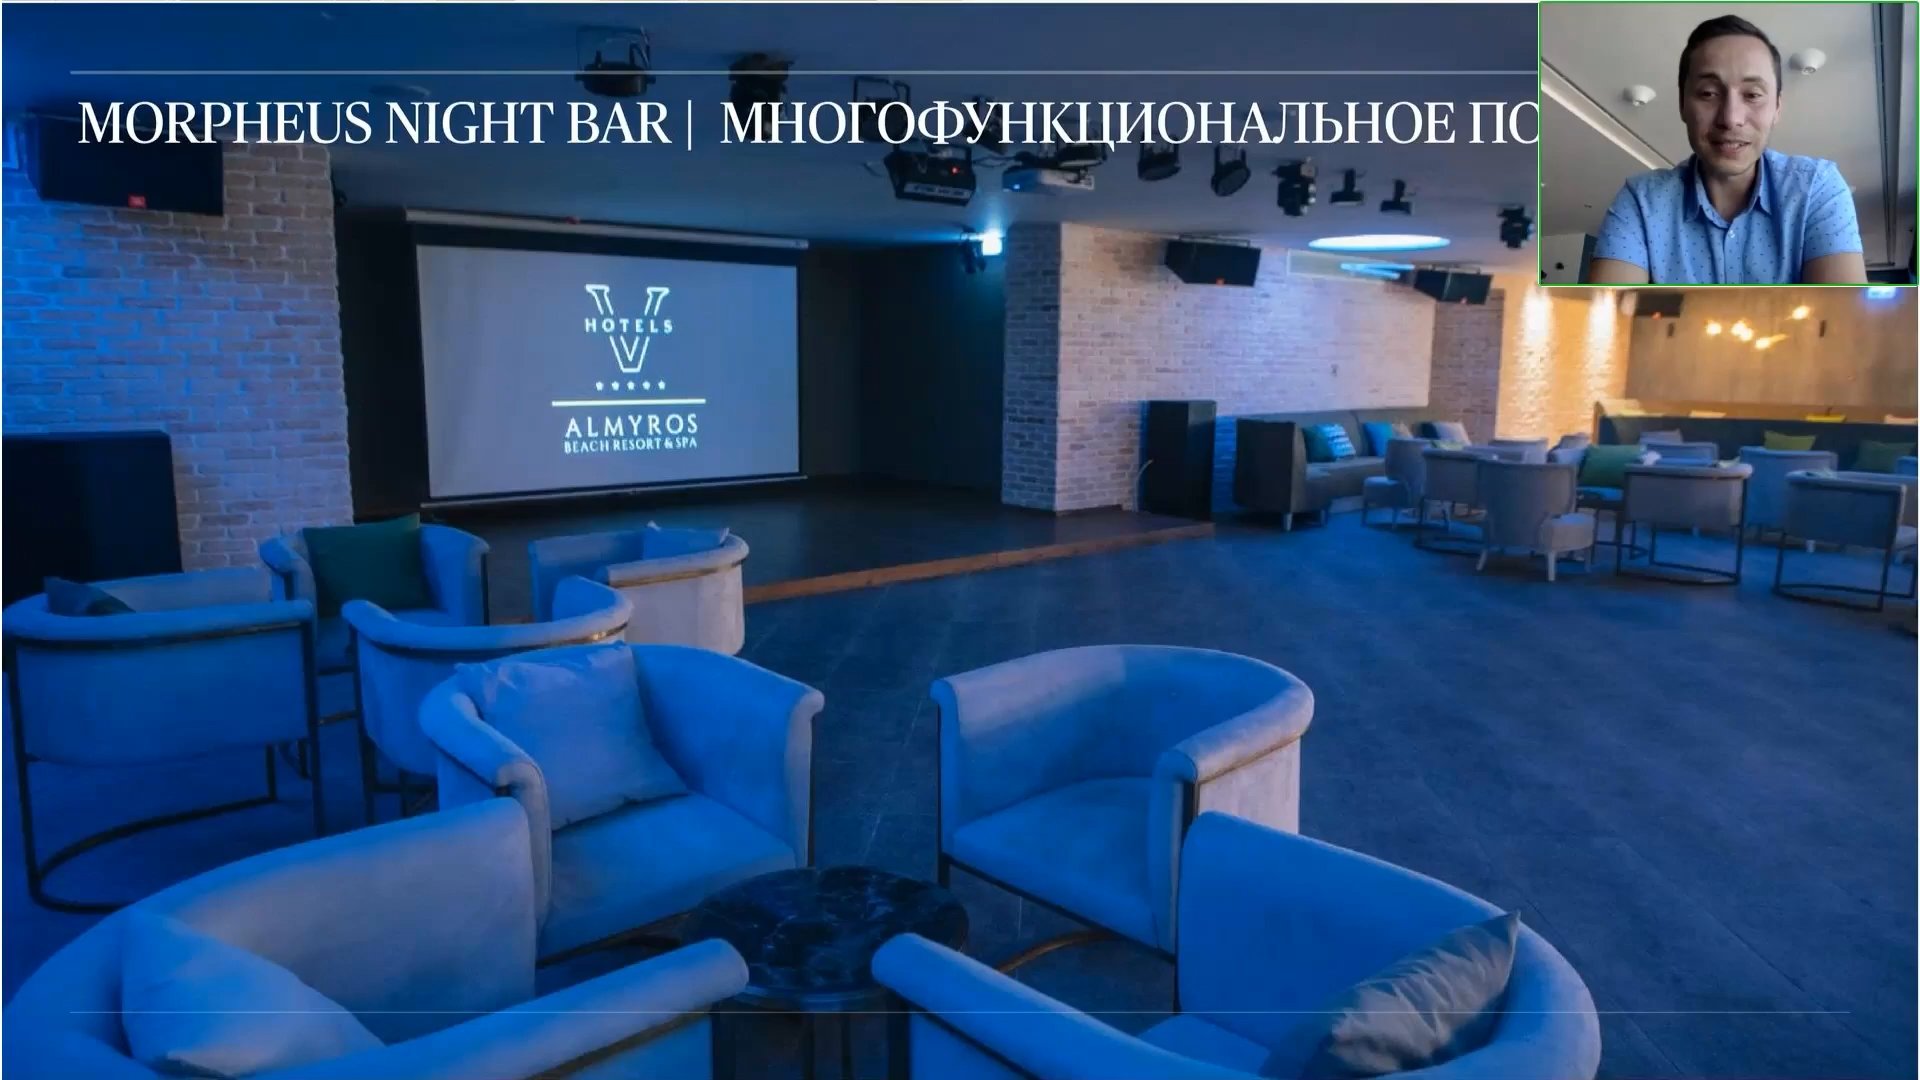 MORPHEUS NIGHT BAR | МНОГОФУНКЦИОНАЛЬНОЕ ПО
V
HOTELS
ALMYROS
BEACH RESORT & SPA